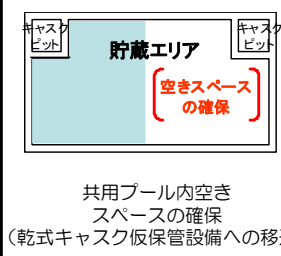 キャスク
ピット
キャスク
ピット
貯蔵エリア
空きスペース
の確保
共用プール内空き
スペースの確保
（乾式キャスク仮保管設備への移